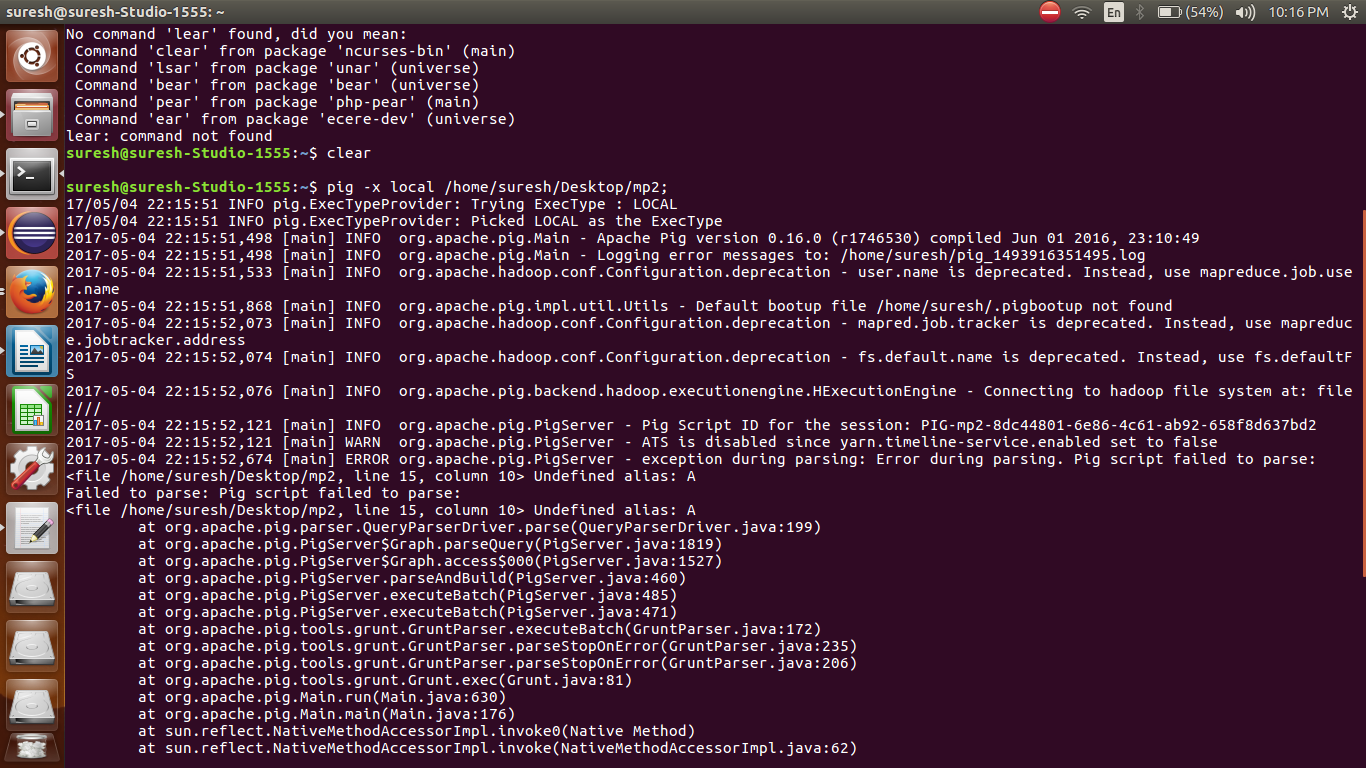 suresh@suresh-Studio-1555: ~
En
(54%)
10:16 PM
No command 'lear' found, did you mean:
 Command 'clear' from package 'ncurses-bin' (main)
 Command 'lsar' from package 'unar' (universe)
 Command 'bear' from package 'bear' (universe)
 Command 'pear' from package 'php-pear' (main)
 Command 'ear' from package 'ecere-dev' (universe)
lear: command not found
suresh@suresh-Studio-1555:~$ clear
suresh@suresh-Studio-1555:~$ pig -x local /home/suresh/Desktop/mp2;
17/05/04 22:15:51 INFO pig.ExecTypeProvider: Trying ExecType : LOCAL
17/05/04 22:15:51 INFO pig.ExecTypeProvider: Picked LOCAL as the ExecType
2017-05-04 22:15:51,498 [main] INFO  org.apache.pig.Main - Apache Pig version 0.16.0 (r1746530) compiled Jun 01 2016, 23:10:49
2017-05-04 22:15:51,498 [main] INFO  org.apache.pig.Main - Logging error messages to: /home/suresh/pig_1493916351495.log
2017-05-04 22:15:51,533 [main] INFO  org.apache.hadoop.conf.Configuration.deprecation - user.name is deprecated. Instead, use mapreduce.job.use
r.name
2017-05-04 22:15:51,868 [main] INFO  org.apache.pig.impl.util.Utils - Default bootup file /home/suresh/.pigbootup not found
2017-05-04 22:15:52,073 [main] INFO  org.apache.hadoop.conf.Configuration.deprecation - mapred.job.tracker is deprecated. Instead, use mapreduc
e.jobtracker.address
2017-05-04 22:15:52,074 [main] INFO  org.apache.hadoop.conf.Configuration.deprecation - fs.default.name is deprecated. Instead, use fs.defaultF
S
2017-05-04 22:15:52,076 [main] INFO  org.apache.pig.backend.hadoop.executionengine.HExecutionEngine - Connecting to hadoop file system at: file
:///
2017-05-04 22:15:52,121 [main] INFO  org.apache.pig.PigServer - Pig Script ID for the session: PIG-mp2-8dc44801-6e86-4c61-ab92-658f8d637bd2
2017-05-04 22:15:52,121 [main] WARN  org.apache.pig.PigServer - ATS is disabled since yarn.timeline-service.enabled set to false
2017-05-04 22:15:52,674 [main] ERROR org.apache.pig.PigServer - exception during parsing: Error during parsing. Pig script failed to parse:
<file /home/suresh/Desktop/mp2, line 15, column 10> Undefined alias: A
Failed to parse: Pig script failed to parse:
<file /home/suresh/Desktop/mp2, line 15, column 10> Undefined alias: A
        at org.apache.pig.parser.QueryParserDriver.parse(QueryParserDriver.java:199)
        at org.apache.pig.PigServer$Graph.parseQuery(PigServer.java:1819)
        at org.apache.pig.PigServer$Graph.access$000(PigServer.java:1527)
        at org.apache.pig.PigServer.parseAndBuild(PigServer.java:460)
        at org.apache.pig.PigServer.executeBatch(PigServer.java:485)
        at org.apache.pig.PigServer.executeBatch(PigServer.java:471)
        at org.apache.pig.tools.grunt.GruntParser.executeBatch(GruntParser.java:172)
        at org.apache.pig.tools.grunt.GruntParser.parseStopOnError(GruntParser.java:235)
        at org.apache.pig.tools.grunt.GruntParser.parseStopOnError(GruntParser.java:206)
        at org.apache.pig.tools.grunt.Grunt.exec(Grunt.java:81)
        at org.apache.pig.Main.run(Main.java:630)
        at org.apache.pig.Main.main(Main.java:176)
        at sun.reflect.NativeMethodAccessorImpl.invoke0(Native Method)
        at sun.reflect.NativeMethodAccessorImpl.invoke(NativeMethodAccessorImpl.java:62)